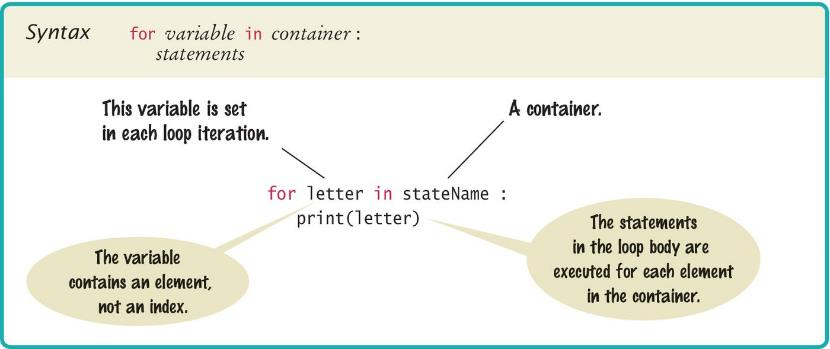 Syntax for variable in container :
statements
This variable is set
in each loop iteration.
A container.
for letter in stateName :
print(letter)
The variable
contains an element,
not an index.
The statements
in the loop body are
executed for each element
in the container.